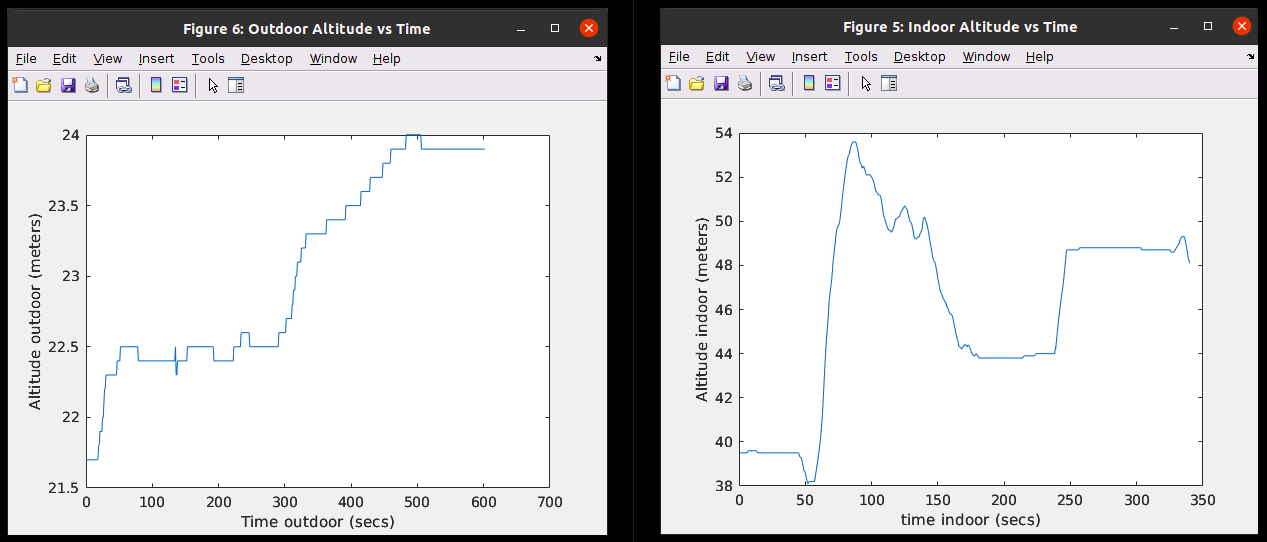 Figure 6: Outdoor Altitude vs Time
File Edit View Insert Tools Desktop Window Help
24
23.5
23
22.5
22
21.5
Altitude outdoor (meters)
0 100 200 300 400 500 600 700
Time outdoor (secs)
Figure 5: Indoor Altitude vs Time
File Edit View Insert Tools Desktop Window Help
54
52
50
48
46
44
42
40
38
Altitude indoor (meters)
0 50 100 150 200 250 300 350
time indoor (secs)